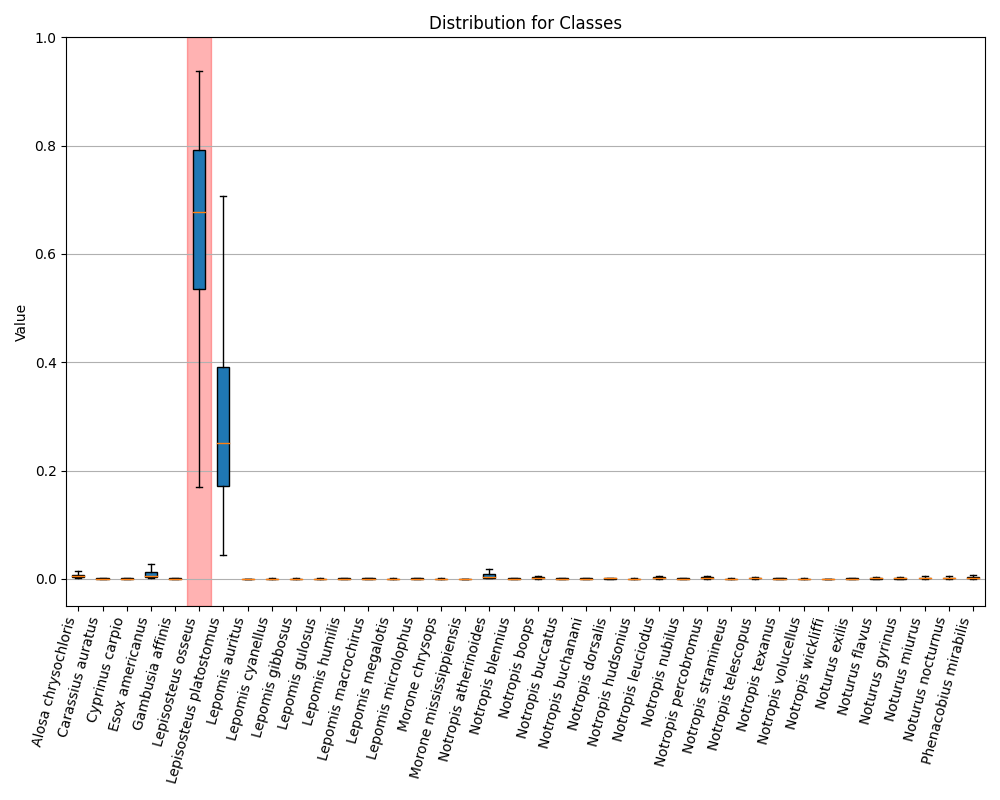 Distribution for Classes
1.0
0.8
0.6
0.4
0.2
0.0
Value
Alosa chrysochloris
Carassius auratus
Cyprinus carpio
Esox americanus
Gambusia affinis
Lepisosteus osseus
Lepisosteus platostomus
Lepomis auritus
Lepomis cyanellus
Lepomis gibbosus
Lepomis gulosus
Lepomis humilis
Lepomis macrochirus
Lepomis megalotis
Lepomis microlophus
Morone chrysops
Morone mississippiensis
Notropis atherinoides
Notropis blennius
Notropis boops
Notropis buccatus
Notropis buchanani
Notropis dorsalis
Notropis hudsonius
Notropis leuciodus
Notropis nubilus
Notropis percobromus
Notropis stramineus
Notropis telescopus
Notropis texanus
Notropis volucellus
Notropis wickliffi
Noturus exilis
Noturus flavus
Noturus gyrinus
Noturus miurus
Noturus nocturnus
Phenacobius mirabilis